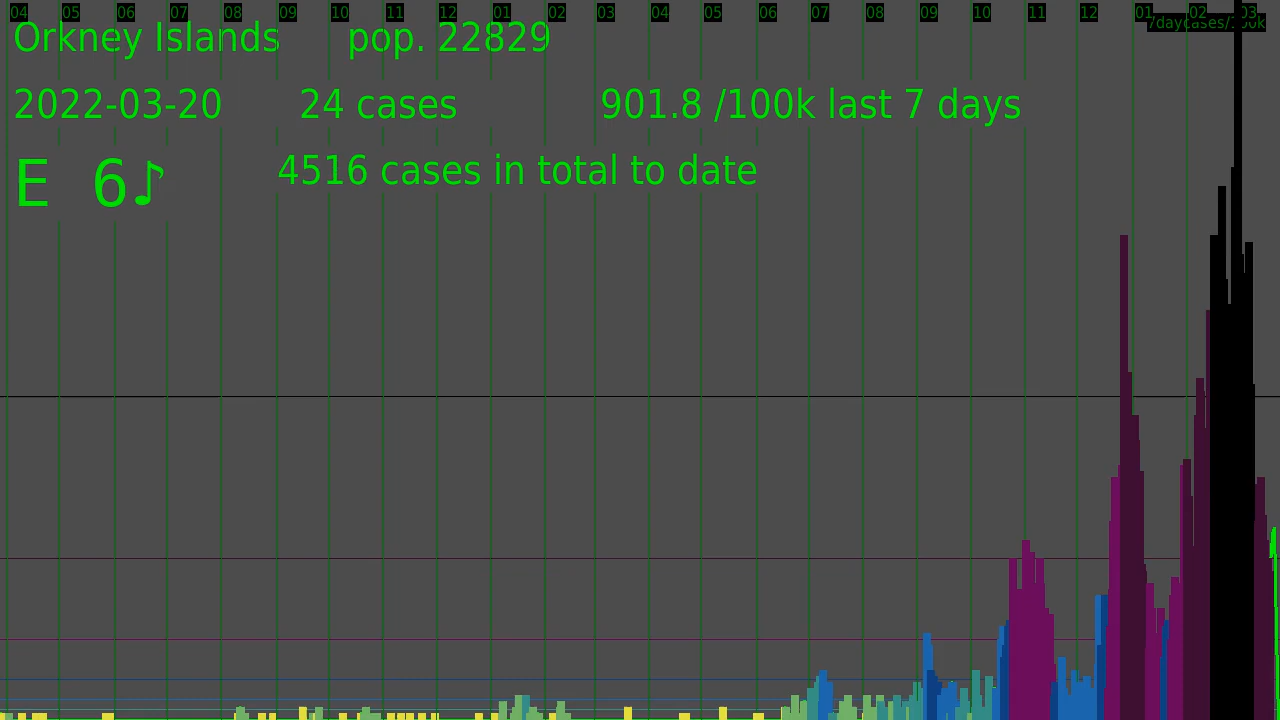 04 05 06 07 08 09 10 11 12 01 02 03 04 05 06 07 08 09 10 11 12 01 02 03
Orkney Islands pop. 22829
2022-03-20 24 cases 901.8 /100k last 7 days
E 6♪ 4516 cases in total to date